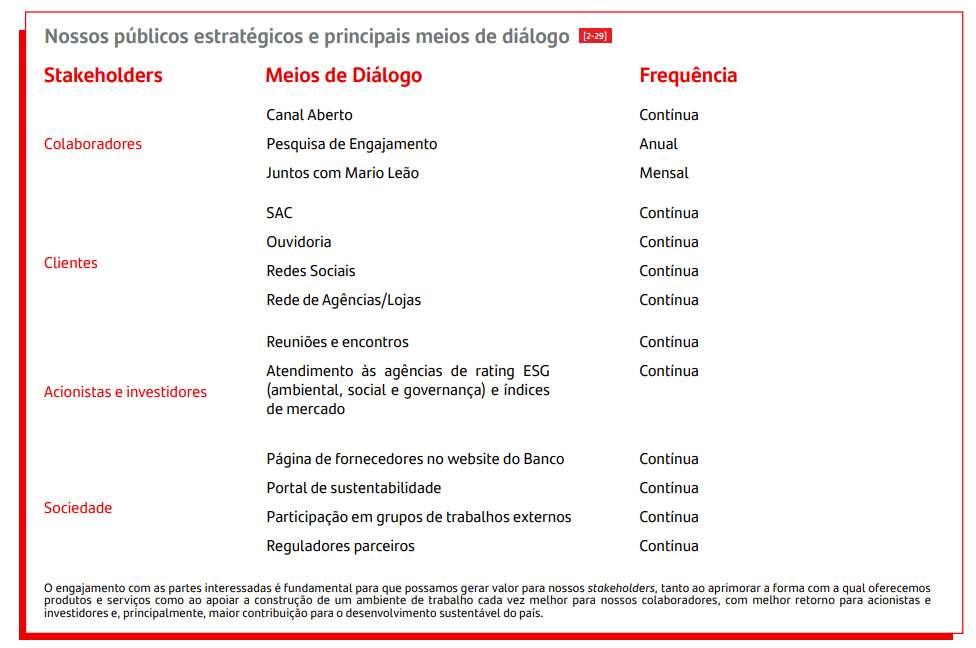 Nossos públicos estratégicos e principais meios de diálogo [2-29]
Stakeholders Meios de Diálogo Frequência
Canal Aberto Contínua
Colaboradores Pesquisa de Engajamento Anual
Juntos com Mario Leão Mensal
SAC Contínua
Ouvidoria Contínua
Clientes
Redes Sociais Contínua
Rede de Agências/Lojas Contínua
Reuniões e encontros Contínua
Atendimento às agências de rating ESG Contínua
(ambiental, social e governança) e índices
Acionistas e investidores
de mercado
Página de fornecedores no website do Banco Contínua
Portal de sustentabilidade Contínua
Sociedade
Participação em grupos de trabalhos externos Contínua
Reguladores parceiros Contínua
O engajamento com as partes interessadas é fundamental para que possamos gerar valor para nossos stakeholders, tanto ao aprimorar a forma com a qual oferecemos
produtos e serviços como ao apoiar a construção de um ambiente de trabalho cada vez melhor para nossos colaboradores, com melhor retorno para acionistas e
investidores e, principalmente, maior contribuição para o desenvolvimento sustentável do país.